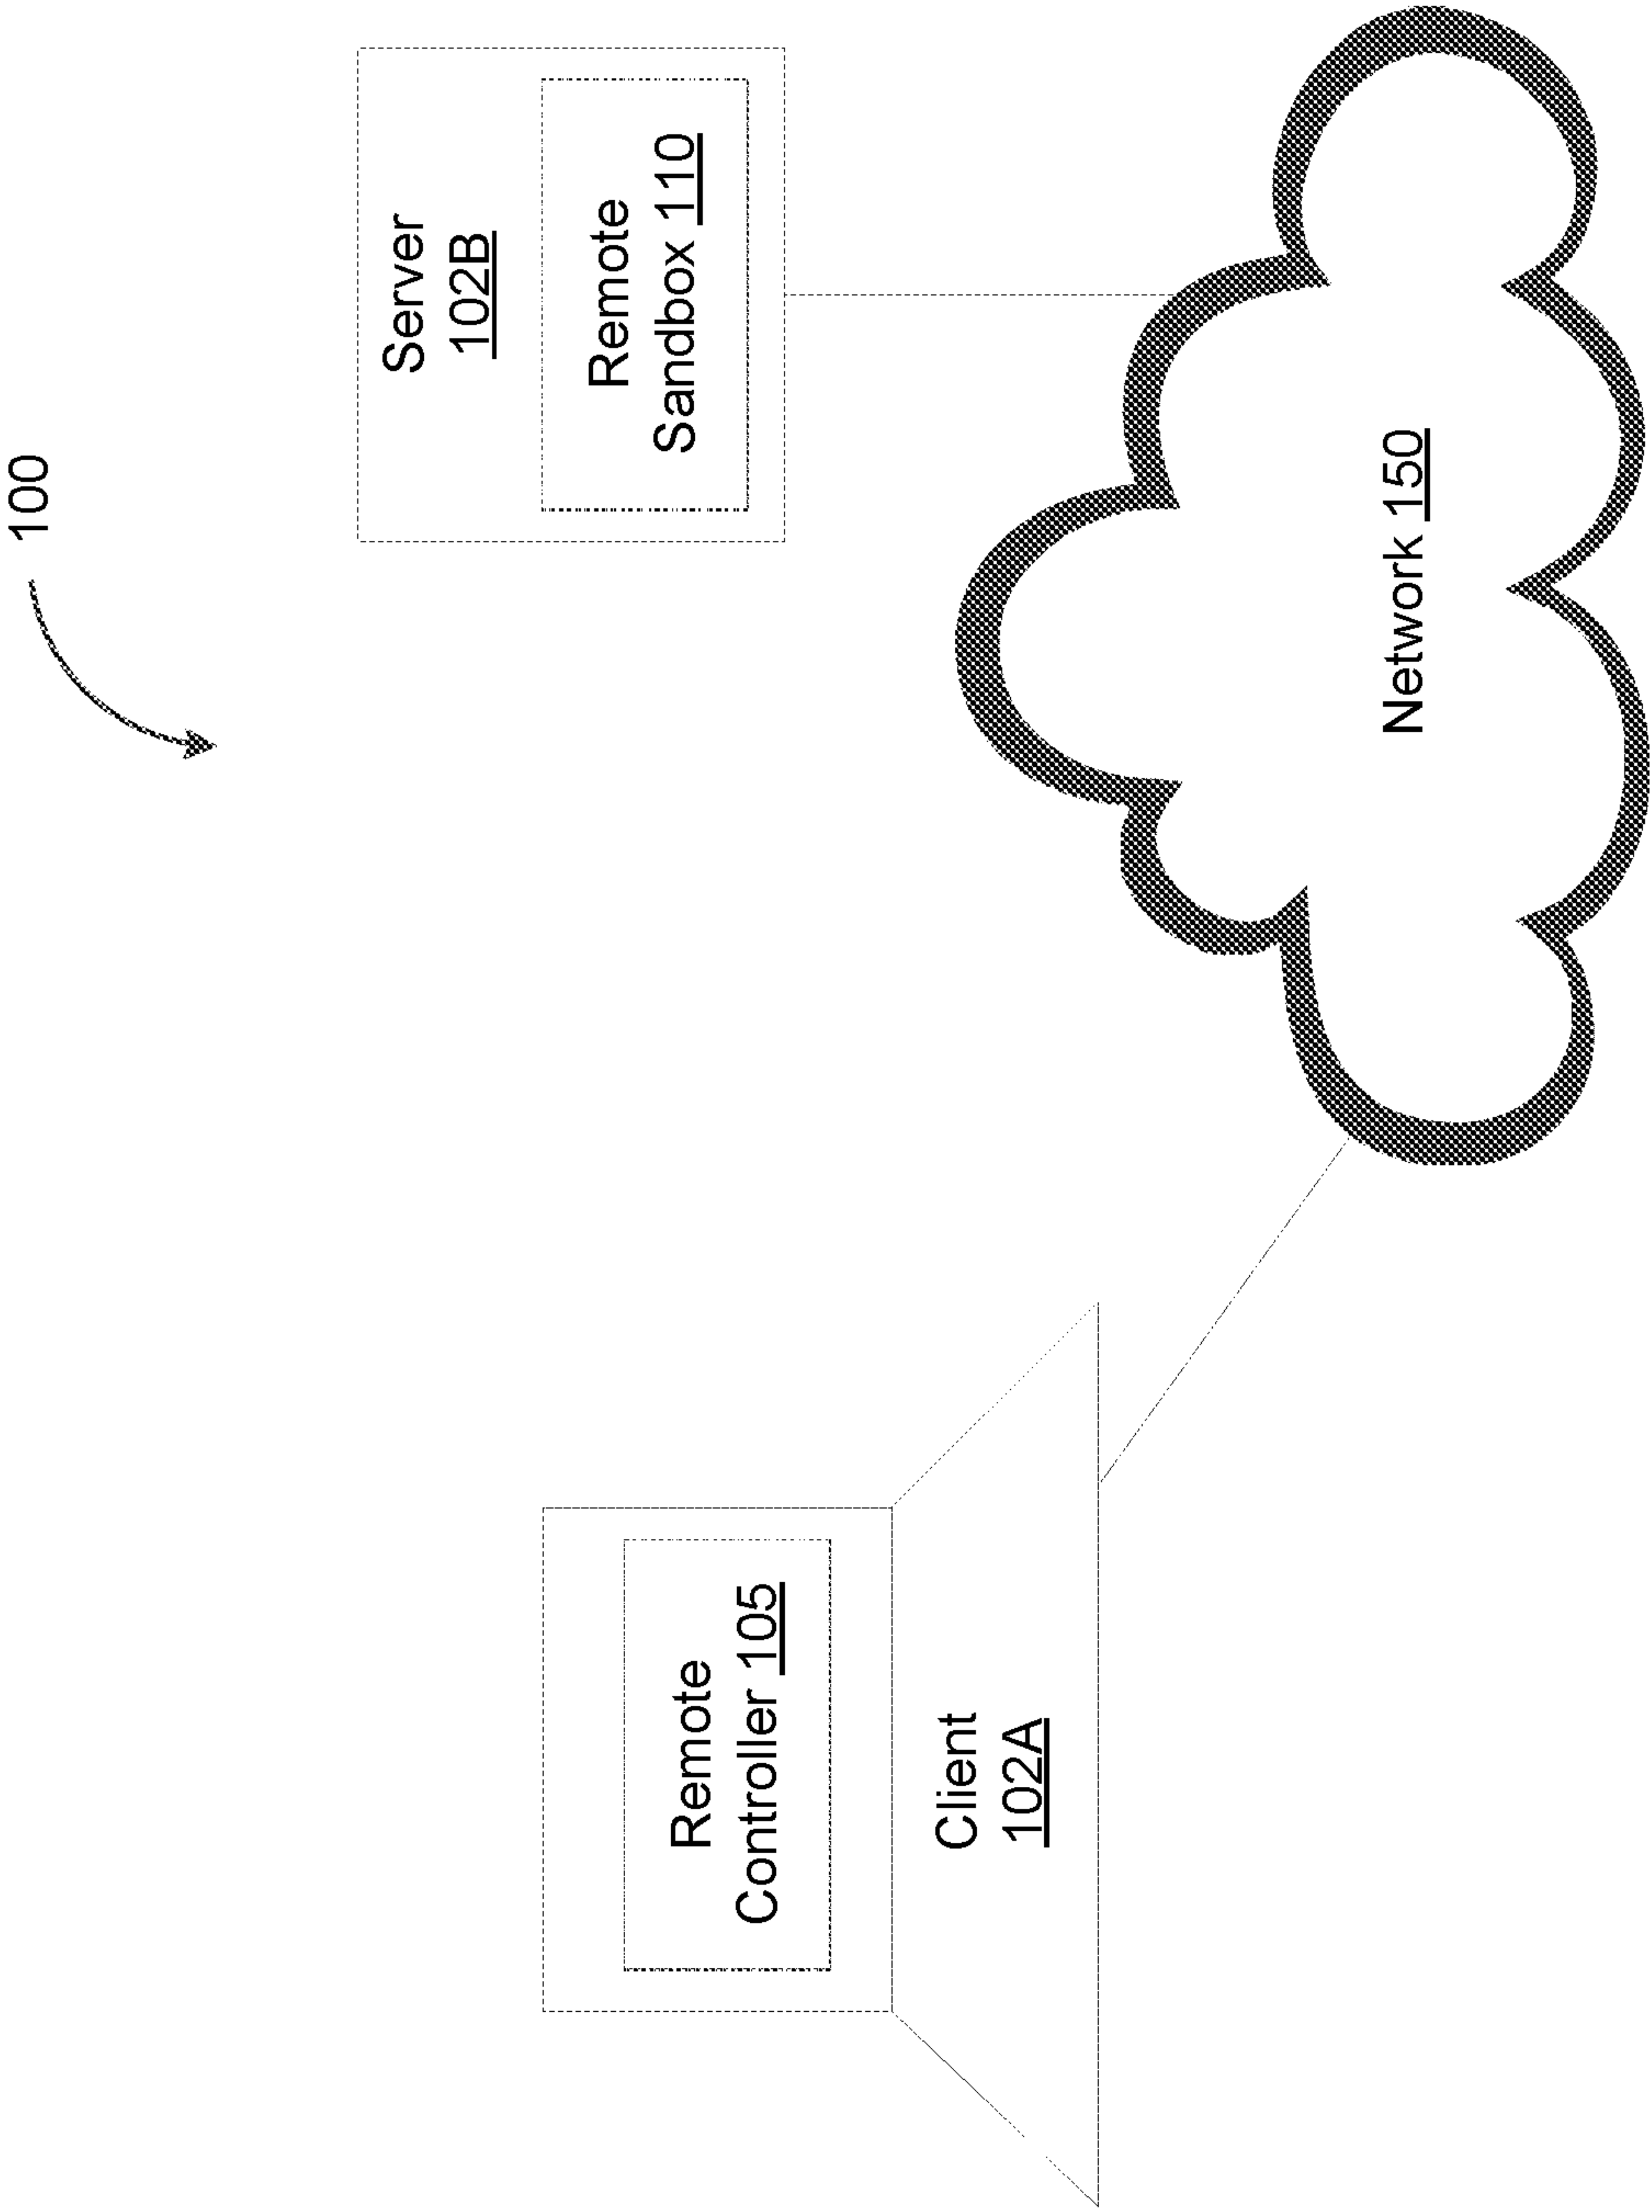 100
Server
102B
Remote
Sandbox 110
Remote
Controller 105
Client
102A
Network 150